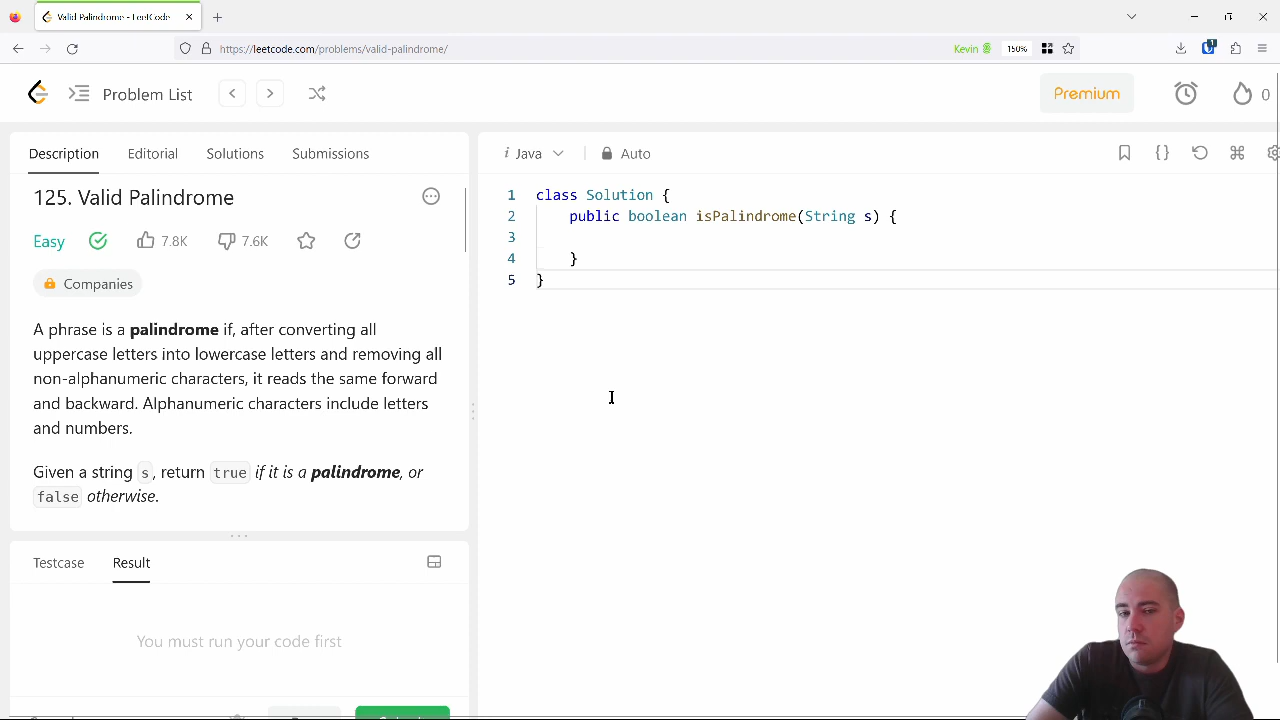 Valid Palindrome - LeetCode
https://leetcode.com/problems/valid-palindrome/
Kevin
150%
1
Problem List
Premium
0
Description
Editorial
Solutions
Submissions
125. Valid Palindrome
Easy
7.8K
7.6K
Companies
A phrase is a palindrome if, after converting all
uppercase letters into lowercase letters and removing all
non-alphanumeric characters, it reads the same forward
and backward. Alphanumeric characters include letters
and numbers.
Given a string s, return true if it is a palindrome, or
false otherwise.
Testcase
Result
You must run your code first
i Java
Auto
{}
1 class Solution {
2 public boolean isPalindrome(String s) {
3
4 }
5 }